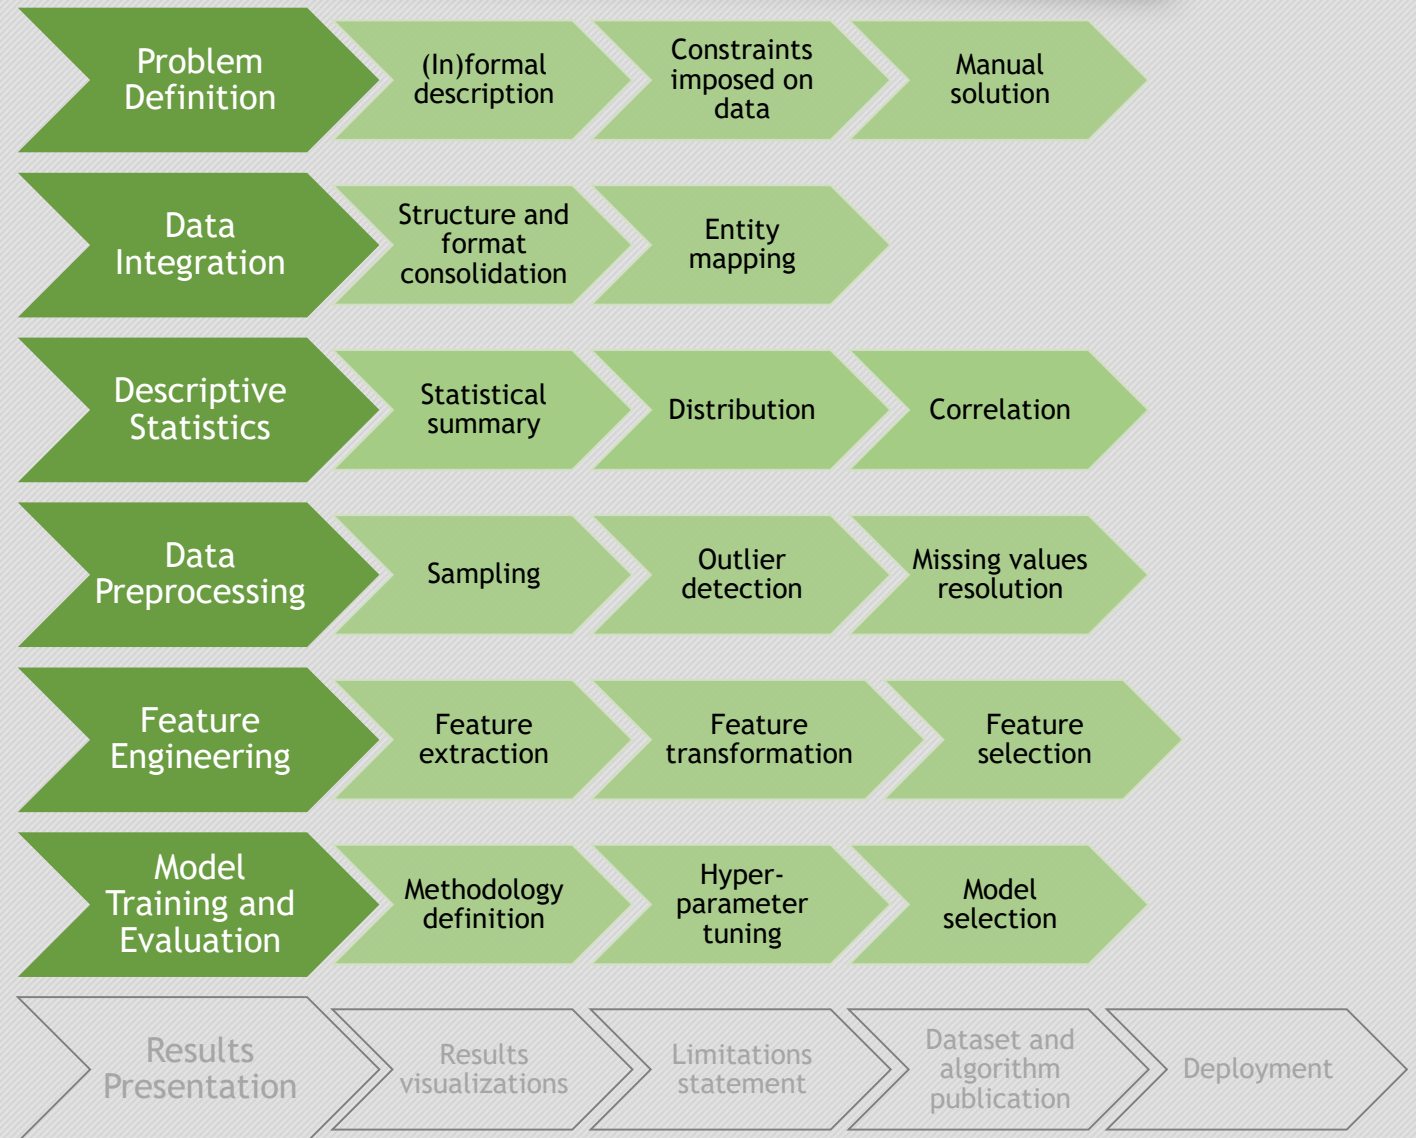 Problem
Definition
(In)formal
description
Constraints
imposed on
data
Manual
solution
Data
Integration
Structure and
format
consolidation
Entity
mapping
Descriptive
Statistics
Statistical
summary
Distribution
Correlation
Data
Preprocessing
Sampling
Outlier
detection
Missing values
resolution
Feature
Engineering
Feature
extraction
Feature
transformation
Feature
selection
Model
Training and
Evaluation
Methodology
definition
Hyper-
parameter
tuning
Model
selection
Results
Presentation
Results
visualizations
Limitations
statement
Dataset and
algorithm
publication
Deployment